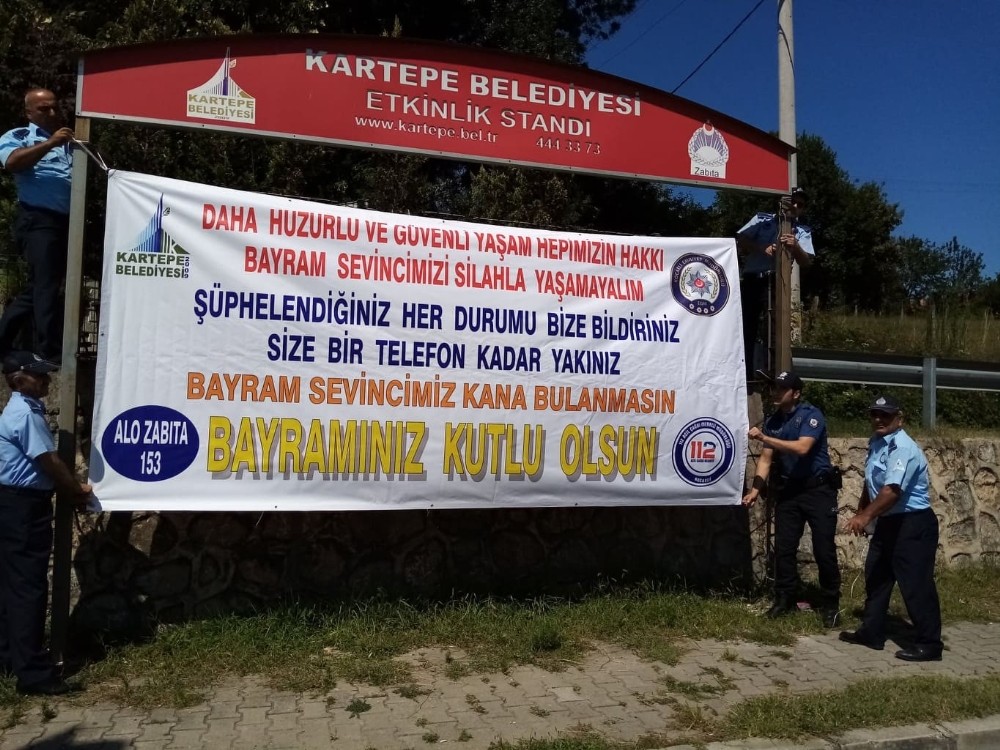 KARTEPE BELEDİYESİ
ETKİNLİK STANDI
www.kartepe.bel.tr 444 33 73
KARTEPE
BELEDİYESİ
Zabıta
DAHA HUZURLU VE GÜVENLİ YAŞAM HEPİMİZİN HAKKI
BAYRAM SEVİNCİMİZİ SİLAHLA YAŞAMAYALIM
KARTEPE
BELEDİYESİ
2009
ŞÜPHELENDİĞİNİZ HER DURUMU BİZE BİLDİRİNİZ
SİZE BİR TELEFON KADAR YAKINIZ
BAYRAM SEVİNCİMİZ KANA BULANMASIN
ALO ZABITA
153
BAYRAMINIZ KUTLU OLSUN
112